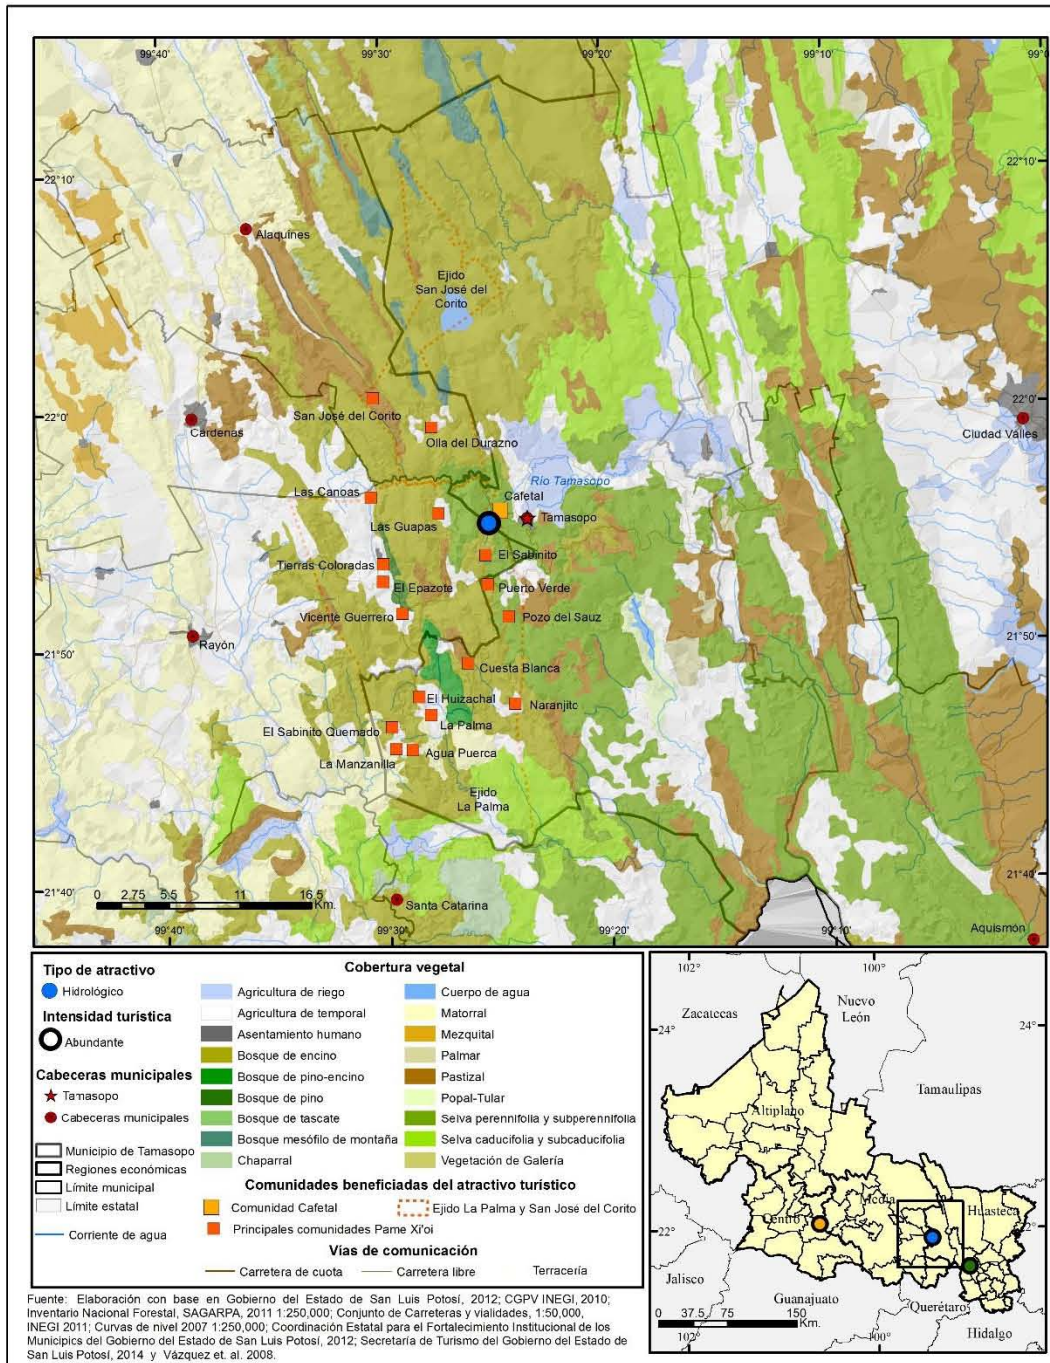 99°40' 99°30' 99°20' 99°10' 99°0'
22°10' 22°10'
Alaquínes
Ejido
San José del
Corito
22°0' 22°0'
San José del Corito
Cárdenas
Olla del Durazno
Ciudad Valles
Río Tamasopo
Las Canoas
Cafetal
Las Guapas
Tamasopo
El Sabinito
Tierras Coloradas
El Epazote
Puerto Verde
Vicente Guerrero
Pozo del Sauz
Rayón
21°50' 21°50'
Cuesta Blanca
El Huizachal
Naranjito
La Palma
El Sabinito Quemado
La Manzanilla
Agua Puerca
Ejido
La Palma
21°40' 21°40'
0 2.75 5.5 11 16.5
Km.
Santa Catarina
Aquismón
99°40' 99°30' 99°20' 99°10'
Tipo de atractivo
Hidrológico
Intensidad turística
Abundante
Cabeceras municipales
Tamasopo
Cabeceras municipales
Municipio de Tamasopo
Regiones económicas
Límite municipal
Límite estatal
Corriente de agua
Cobertura vegetal
Agricultura de riego
Agricultura de temporal
Asentamiento humano
Bosque de encino
Bosque de pino-encino
Bosque de pino
Bosque de tascate
Bosque mesófilo de montaña
Chaparral
Cuerpo de agua
Matorral
Mezquital
Palmar
Pastizal
Popal-Tular
Selva perennifolia y subperennifolia
Selva caducifolia y subcaducifolia
Vegetación de Galería
Comunidades beneficiadas del atractivo turístico
Comunidad Cafetal
Ejido La Palma y San José del Corito
Principales comunidades Pame Xi'oi
Vías de comunicación
Carretera de cuota Carretera libre Terracería
102° 100°
Nuevo
León
Zacatecas
24° 24°
Tamaulipas
Altiplano
Media
Centro
Huasteca
22° 22°
Jalisco
Guanajuato
Querétaro
Hidalgo
0 37.5 75 150
Km.
102° 100°
Fuente: Elaboración con base en Gobierno del Estado de San Luis Potosí, 2012; CGPV INEGI, 2010;
Inventario Nacional Forestal, SAGARPA, 2011 1:250,000; Conjunto de Carreteras y vialidades, 1:50,000,
INEGI 2011; Curvas de nivel 2007 1:250,000; Coordinación Estatal para el Fortalecimiento Institucional de los
Municipics del Gobierno del Estado de San Luis Potosí, 2012; Secretaría de Turismo del Gobierno del Estado de
San Luis Potosí, 2014 y Vázquez et. al. 2008.